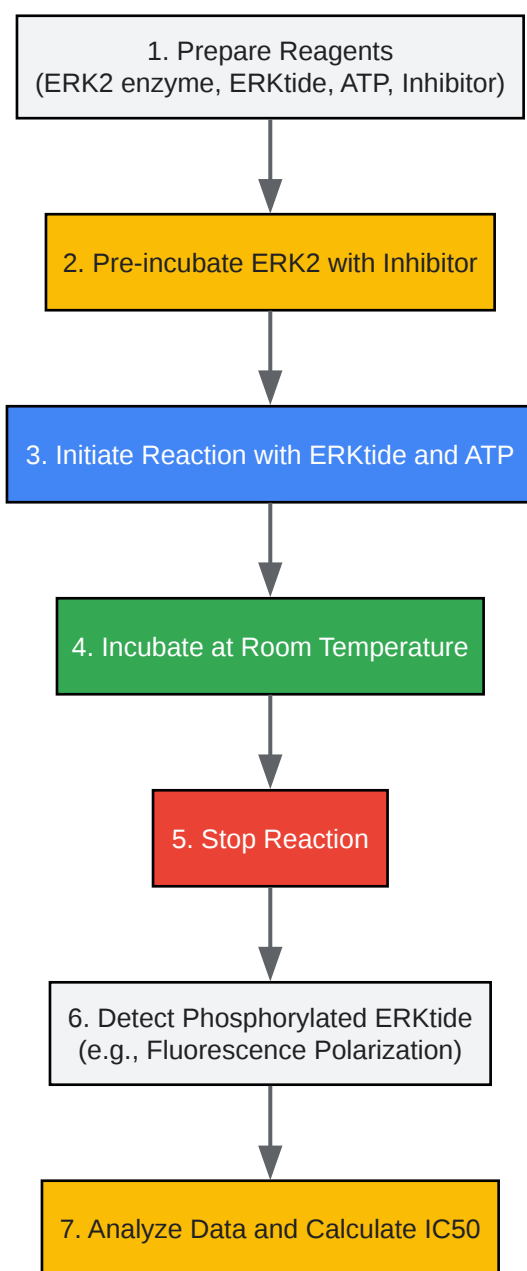 1. Prepare Reagents
(ERK2 enzyme, ERKtide, ATP, Inhibitor)
2. Pre-incubate ERK2 with Inhibitor
3. Initiate Reaction with ERKtide and ATP
4. Incubate at Room Temperature
5. Stop Reaction
6. Detect Phosphorylated ERKtide
(e.g., Fluorescence Polarization)
7. Analyze Data and Calculate IC50